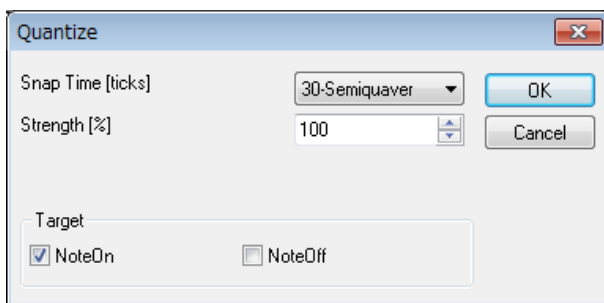 Quantize
Snap Time [ticks] 30-Semiquaver OK
Strength [%] 100 Cancel
Target
NoteOn NoteOff